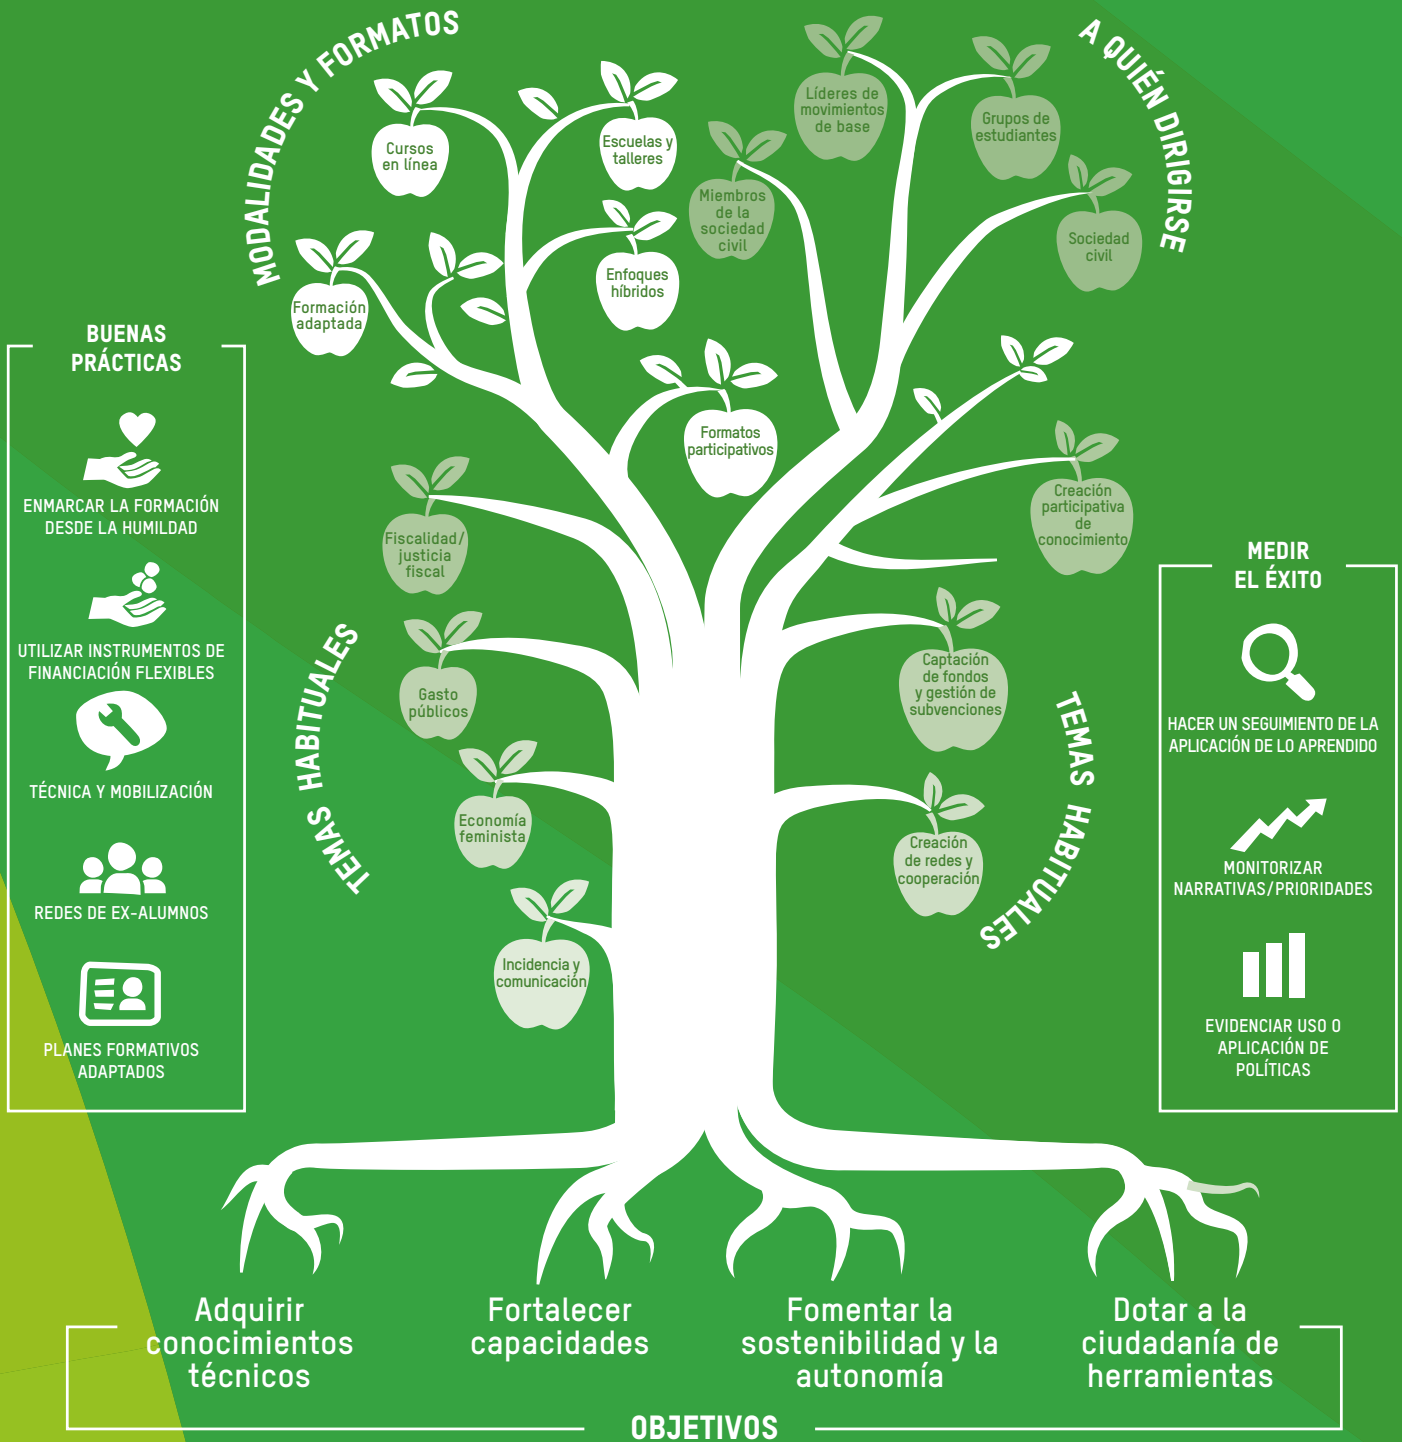 MODALIDADES Y FORMATOS
Cursos
en línea
Escuelas y
talleres
Formación
adaptada
Enfoques
híbridos
Formatos
participativos
A QUIÉN DIRIGIRSE
Líderes de
movimientos
de base
Grupos de
estudiantes
Miembros
de la
sociedad
civil
Sociedad
civil
BUENAS
PRÁCTICAS
ENMARCAR LA FORMACIÓN
DESDE LA HUMILDAD
UTILIZAR INSTRUMENTOS DE
FINANCIACIÓN FLEXIBLES
TÉCNICA Y MOBILIZACIÓN
REDES DE EX-ALUMNOS
PLANES FORMATIVOS
ADAPTADOS
TEMAS HABITUALES
Fiscalidad/
justicia
fiscal
Gasto
públicos
Economía
feminista
Incidencia y
comunicación
TEMAS HABITUALES
Creación
participativa
de
conocimiento
Captación
de fondos
y gestión de
subvenciones
Creación
de redes y
cooperación
MEDIR
EL ÉXITO
HACER UN SEGUIMIENTO DE LA
APLICACIÓN DE LO APRENDIDO
MONITORIZAR
NARRATIVAS/PRIORIDADES
EVIDENCIAR USO O
APLICACIÓN DE
POLÍTICAS
Adquirir
conocimientos
técnicos
Fortalecer
capacidades
Fomentar la
sostenibilidad y la
autonomía
Dotar a la
ciudadanía de
herramientas
OBJETIVOS